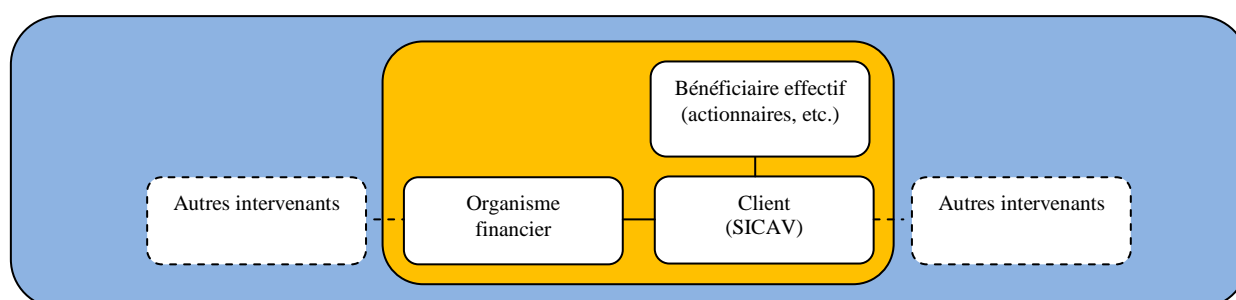 Bénéficiaire effectif
(actionnaires, etc.)
Autres intervenants
Organisme
financier
Client
(SICAV)
Autres intervenants